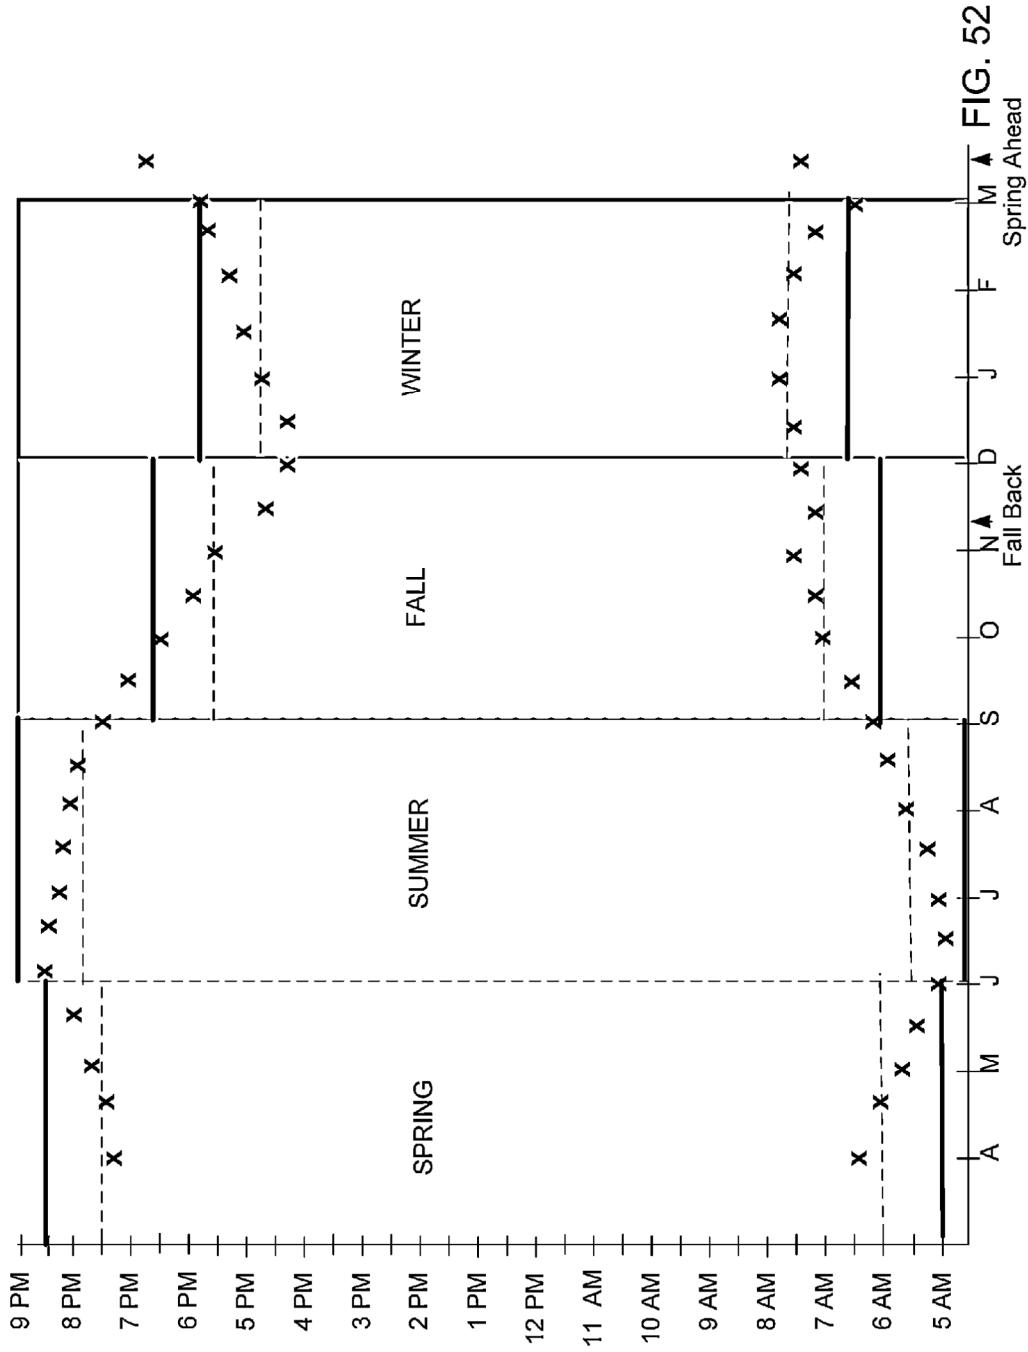 9 PM
8 PM
7 PM
6 PM
5 PM
4 PM
3 PM
2 PM
1 PM
12 PM
11 AM
10 AM
9 AM
8 AM
7 AM
6 AM
5 AM
SPRING
SUMMER
FALL
WINTER
A
M
J
J
A
S
O
N
D
J
F
M
Fall Back
Spring Ahead
FIG. 52